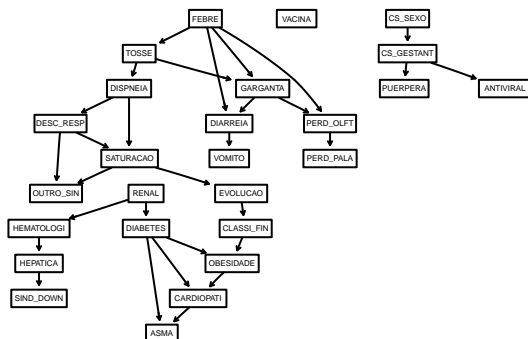 FEBRE VACINA CS_SEXO
TOSSE CS_GESTANT
DISPNEIA GARGANTA PUERPERA ANTIVIRAL
DESC_RESP DIARREIA PERD_OLFT
SATURACAO VOMITO PERD_PALA
OUTRO_SIN RENAL EVOLUCAO
HEMATOLOGI DIABETES CLASSI_FIN
HEPATICA OBESIDADE
SIND_DOWN CARDIOPATI
ASMA